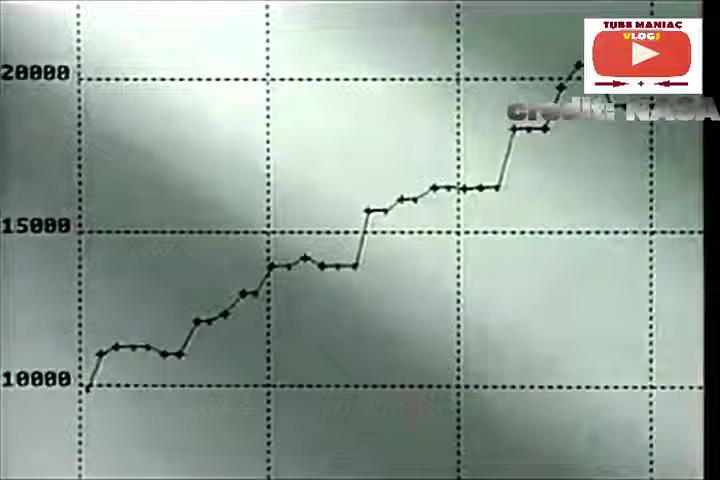 TUBE MANIAC
VLOGS
20000
credit: NASA
15000
10000